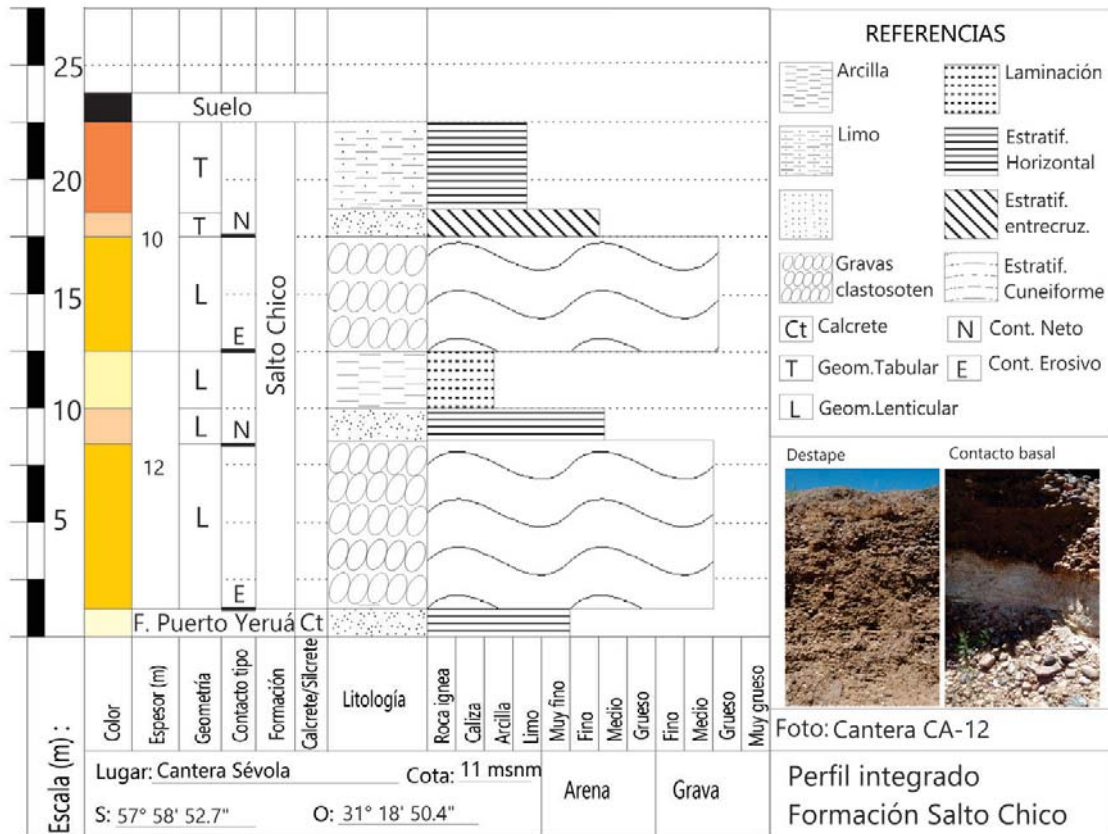 25
Suelo
20
T
T
N
10
15
L
E
Salto Chico
L
10
L
N
12
5
L
E
F. Puerto Yeruá
Ct
Escala (m) :
Color
Espesor (m)
Geometría
Contacto tipo
Formación
Calcrete/Silcrete
Litología
Roca ignea
Caliza
Arcilla
Limo
Muy fino
Fino
Medio
Grueso
Fino
Medio
Grueso
Muy grueso
Lugar: Cantera Sévola
Cota: 11 msnm
S: 57° 58' 52.7"
O: 31° 18' 50.4"
Arena
Grava
REFERENCIAS
Arcilla
Laminación
Limo
Estratif.
Horizontal
Estratif.
entrecruz.
Gravas
clastosoten
Estratif.
Cuneiforme
Ct Calcrete
N Cont. Neto
T Geom.Tabular
E Cont. Erosivo
L Geom.Lenticular
Destape
Contacto basal
Foto: Cantera CA-12
Perfil integrado
Formación Salto Chico